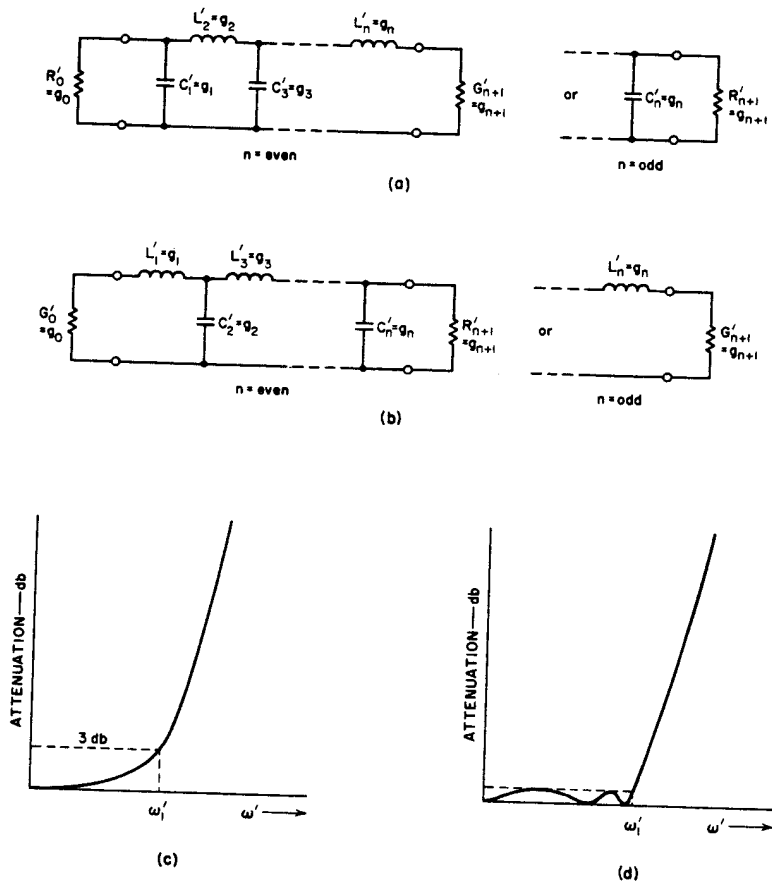 L'₂=g₂
L'ₙ=gₙ
R'₀
=g₀
C'₁=g₁
C'₃=g₃
G'ₙ₊₁
=gₙ₊₁
or
C'ₙ=gₙ
R'ₙ₊₁
=gₙ₊₁
n = even
n = odd
(a)
L'₁=g₁
L'₃=g₃
L'ₙ=gₙ
G'₀
=g₀
C'₂=g₂
C'ₙ=gₙ
R'ₙ₊₁
=gₙ₊₁
or
G'ₙ₊₁
=gₙ₊₁
n = even
n = odd
(b)
ATTENUATION—db
3 db
ω₁'
ω'
(c)
ATTENUATION—db
ω₁'
ω'
(d)